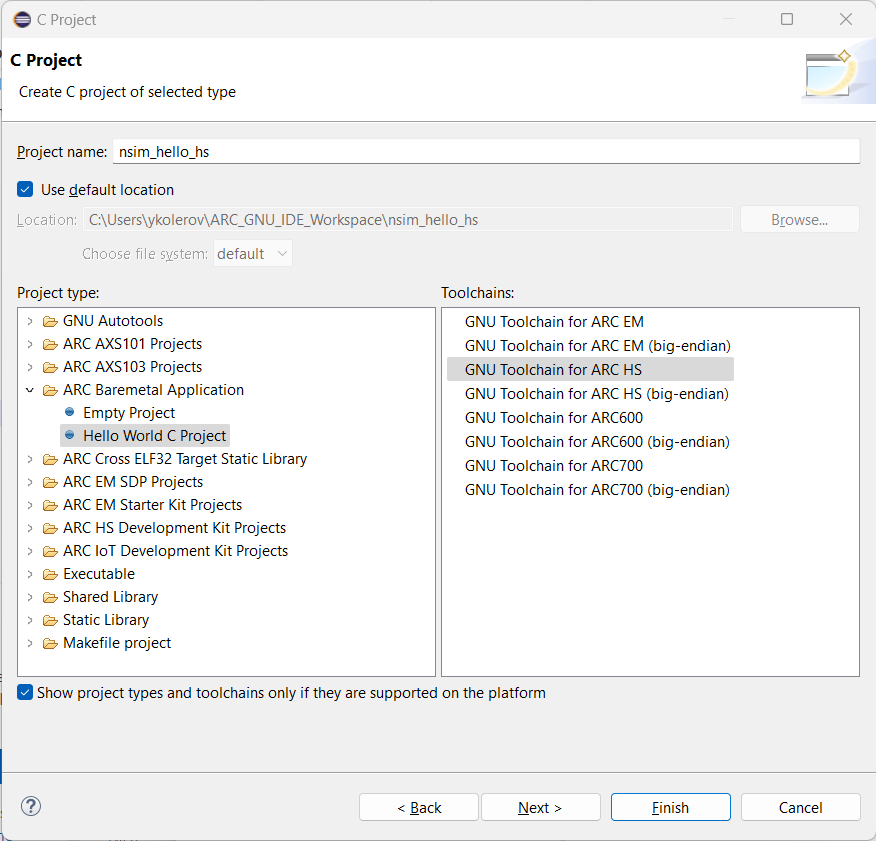 C Project
C Project
Create C project of selected type
Project name: nsim_hello_hs
Use default location
Location: C:\Users\ykolerov\ARC_GNU_IDE_Workspace\nsim_hello_hs Browse...
Choose file system: default
Project type:
GNU Autotools
ARC AXS101 Projects
ARC AXS103 Projects
ARC Baremetal Application
Empty Project
Hello World C Project
ARC Cross ELF32 Target Static Library
ARC EM SDP Projects
ARC EM Starter Kit Projects
ARC HS Development Kit Projects
ARC IoT Development Kit Projects
Executable
Shared Library
Static Library
Makefile project
Toolchains:
GNU Toolchain for ARC EM
GNU Toolchain for ARC EM (big-endian)
GNU Toolchain for ARC HS
GNU Toolchain for ARC HS (big-endian)
GNU Toolchain for ARC600
GNU Toolchain for ARC600 (big-endian)
GNU Toolchain for ARC700
GNU Toolchain for ARC700 (big-endian)
Show project types and toolchains only if they are supported on the platform
? < Back Next > Finish Cancel